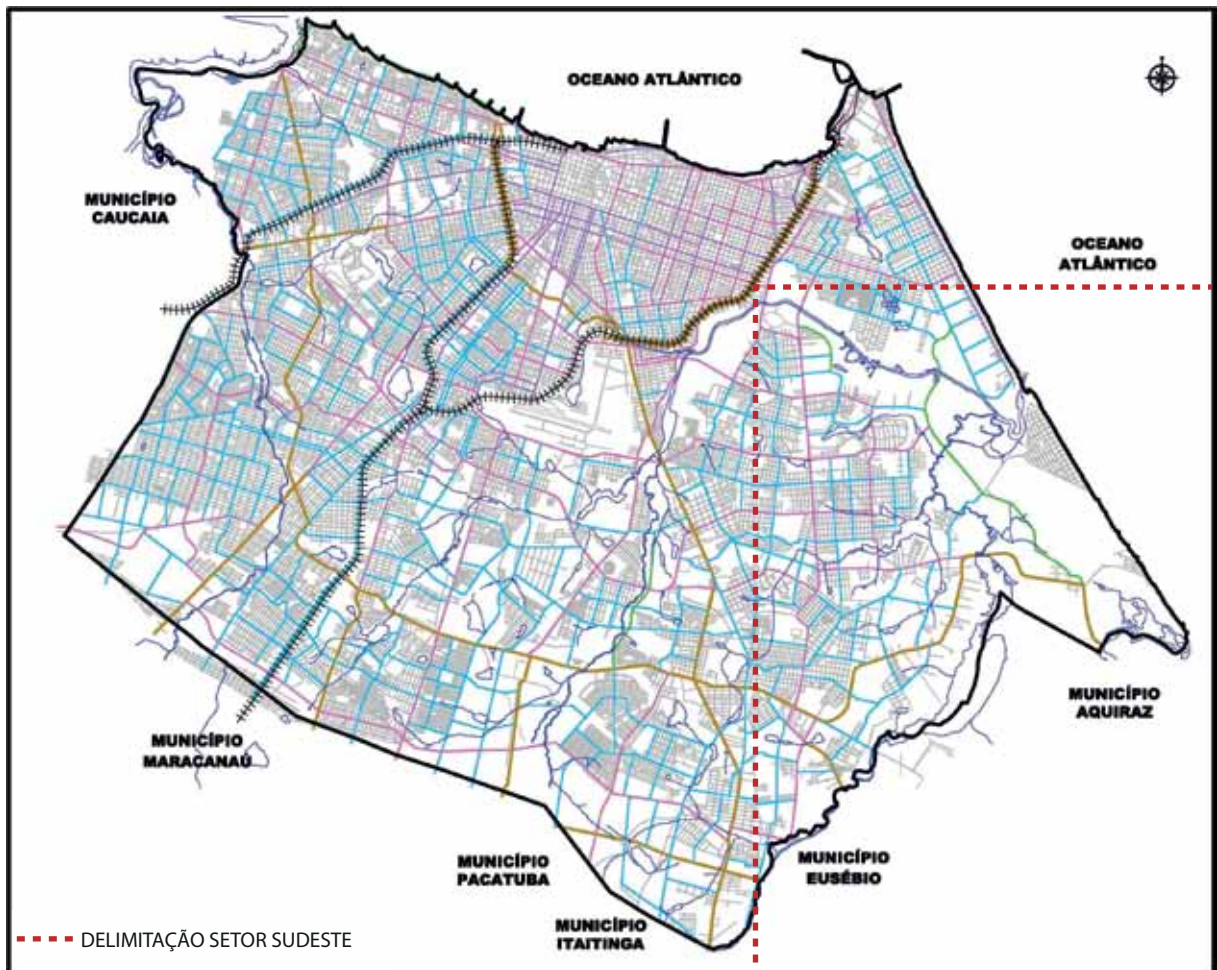 OCEANO ATLÂNTICO
MUNICÍPIO
CAUCAIA
OCEANO
ATLÂNTICO
MUNICÍPIO
AQUIRAZ
MUNICÍPIO
MARACANAÚ
MUNICÍPIO
PACATUBA
MUNICÍPIO
EUSÉBIO
MUNICÍPIO
ITAITINGA
DELIMITAÇÃO SETOR SUDESTE